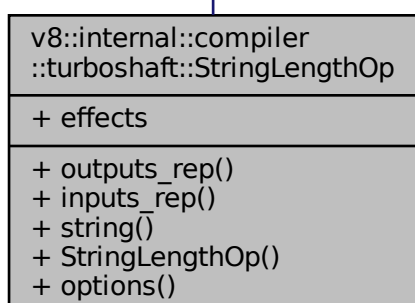 v8::internal::compiler
::turboshaft::StringLengthOp
+ effects
+ outputs_rep()
+ inputs_rep()
+ string()
+ StringLengthOp()
+ options()